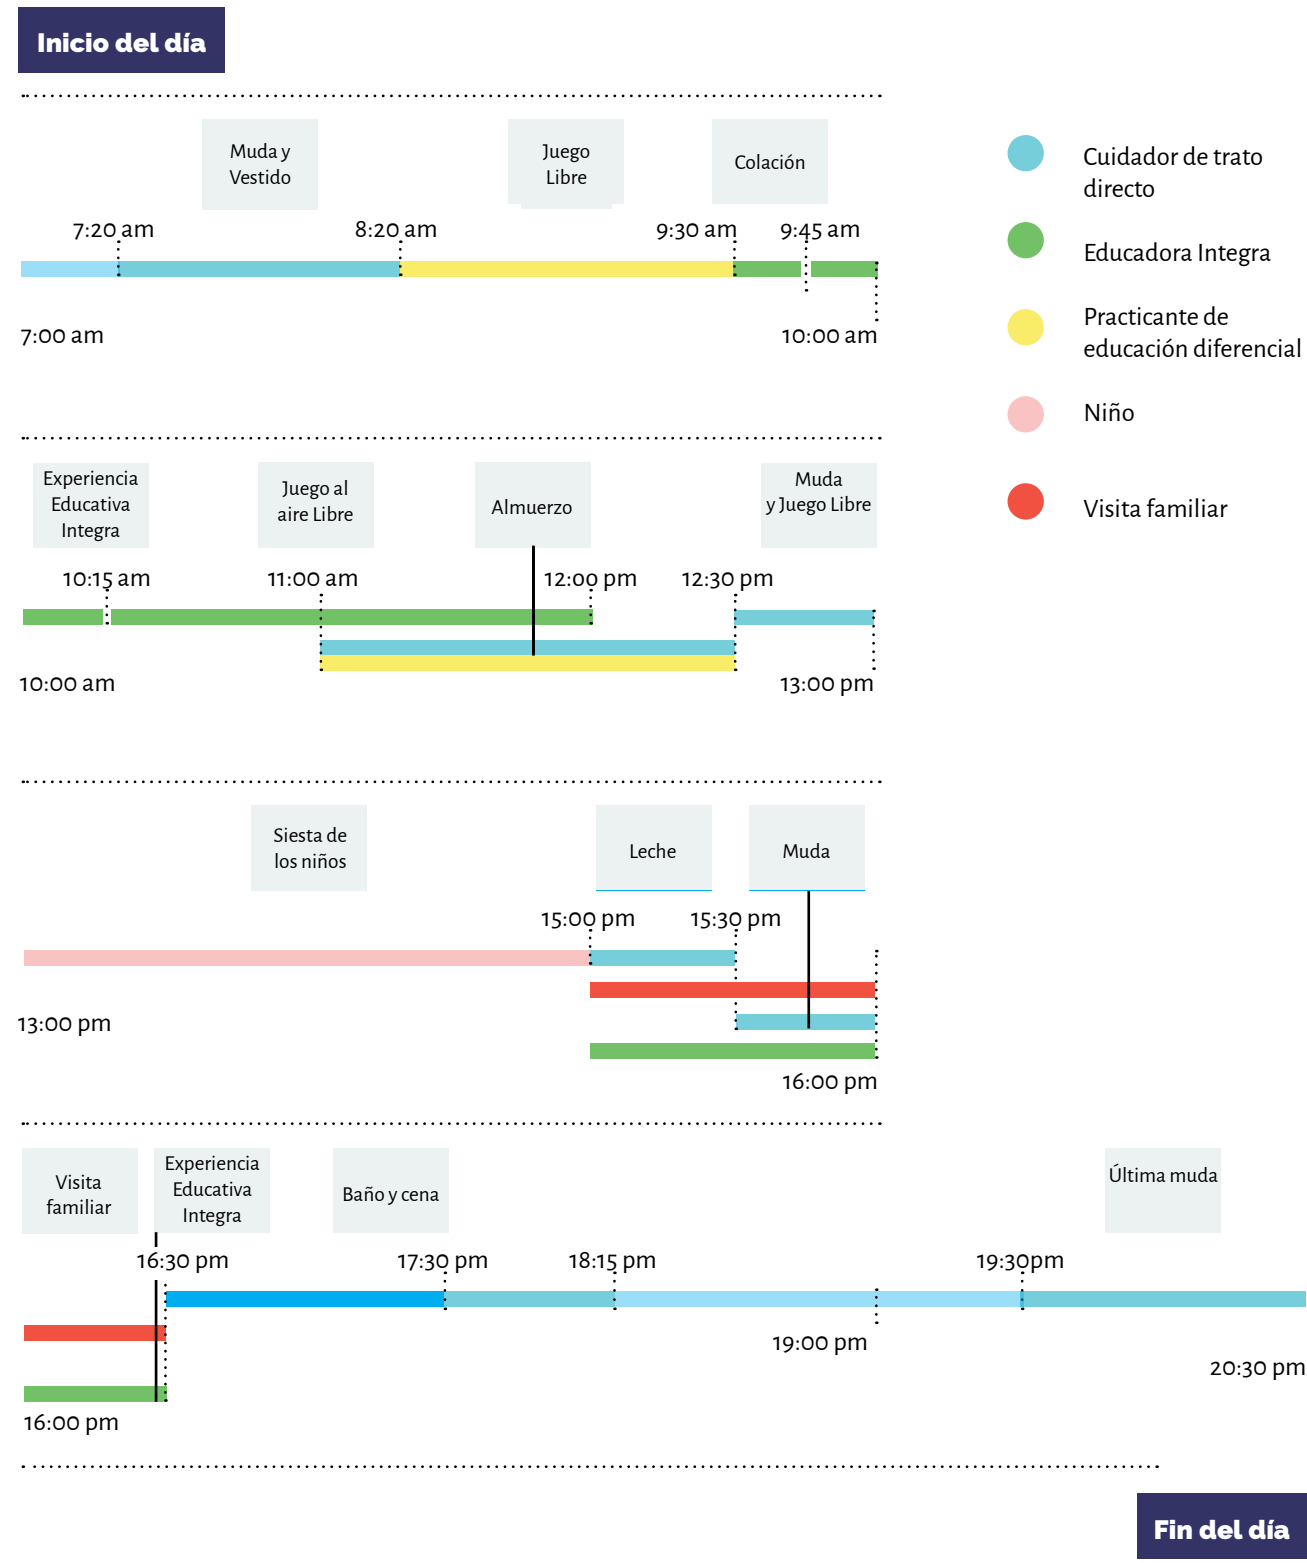 Inicio del día
Muda y
Vestido
Juego
Libre
Colación
7:20 am
8:20 am
9:30 am
9:45 am
7:00 am
10:00 am
Cuidador de trato
directo
Educadora Integra
Practicante de
educación diferencial
Niño
Visita familiar
Experiencia
Educativa
Integra
Juego al
aire Libre
Almuerzo
Muda
y Juego Libre
10:15 am
11:00 am
12:00 pm
12:30 pm
10:00 am
13:00 pm
Siesta de
los niños
Leche
Muda
15:00 pm
15:30 pm
13:00 pm
16:00 pm
Visita
familiar
Experiencia
Educativa
Integra
Baño y cena
Última muda
16:30 pm
17:30 pm
18:15 pm
19:30pm
19:00 pm
20:30 pm
16:00 pm
Fin del día